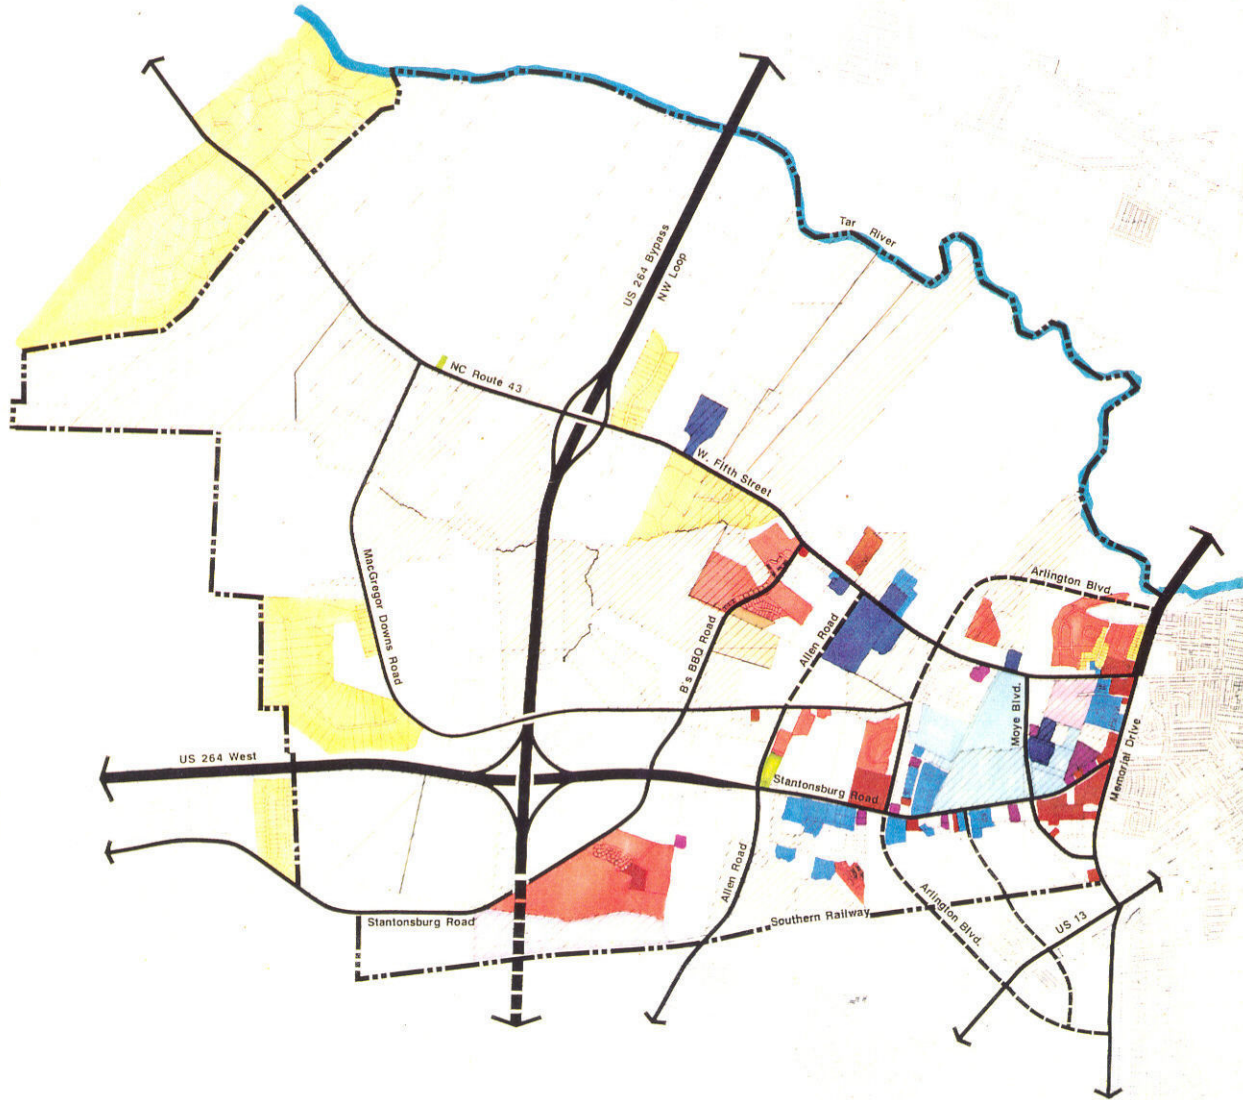 Tar River
US 264 Bypass
NW Loop
NC Route 43
W. Fifth Street
Arlington Blvd.
MacGregor Downs Road
B's BBQ Road
Allen Road
Moye Blvd.
Memorial Drive
US 264 West
Stantonsburg Road
Allen Road
Stantonsburg Road
Southern Railway
Arlington Blvd.
US 13